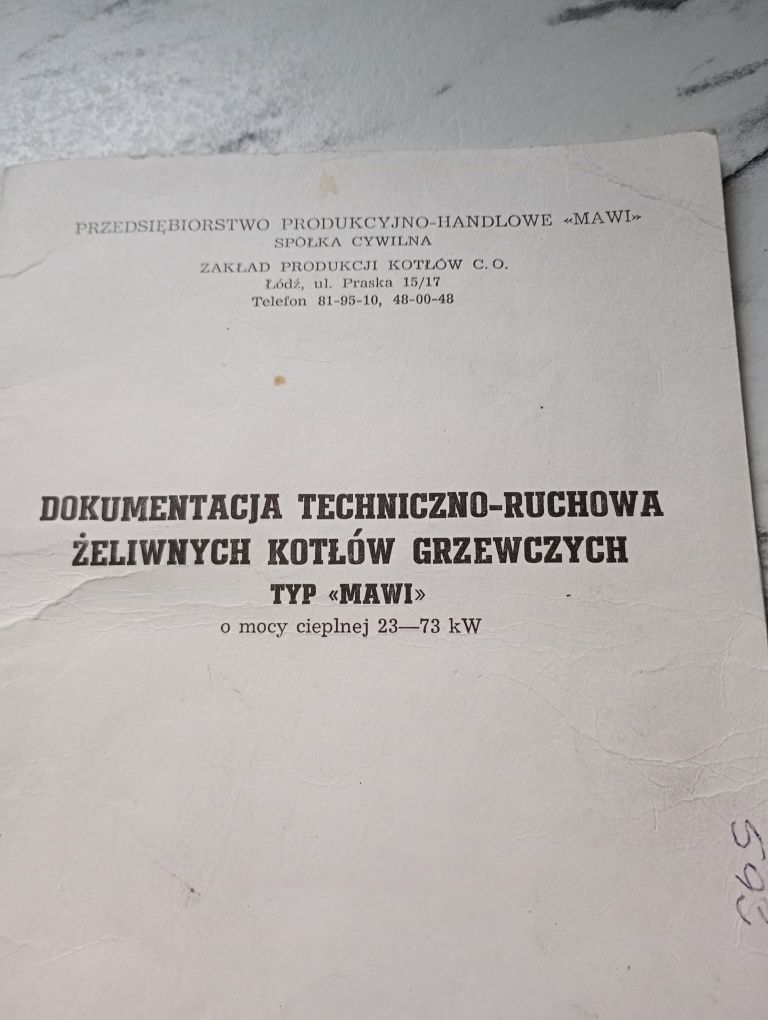 PRZEDSIĘBIORSTWO PRODUKCYJNO-HANDLOWE «MAWI»
SPÓŁKA CYWILNA
ZAKŁAD PRODUKCJI KOTŁÓW C. O.
Łódź, ul. Praska 15/17
Telefon 81-95-10, 48-00-48
DOKUMENTACJA TECHNICZNO-RUCHOWA
ŻELIWNYCH KOTŁÓW GRZEWCZYCH
TYP «MAWI»
o mocy cieplnej 23—73 kW